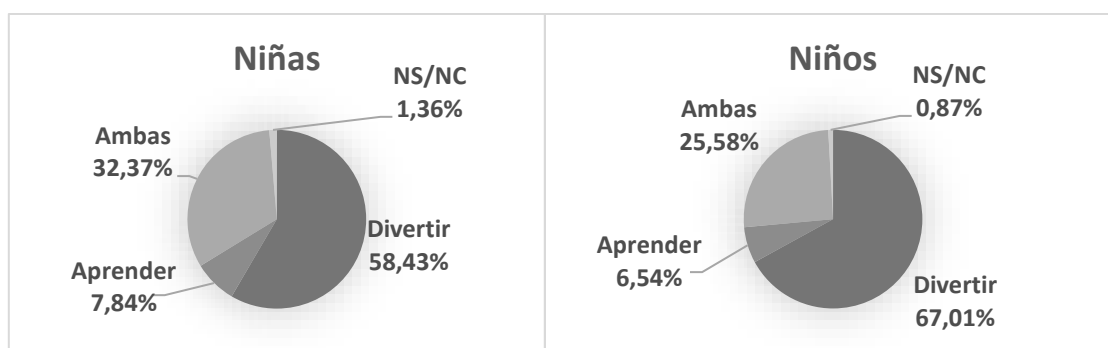 Niñas
NS/NC
1,36%
Ambas
32,37%
Divertir
58,43%
Aprender
7,84%
Niños
NS/NC
0,87%
Ambas
25,58%
Aprender
6,54%
Divertir
67,01%